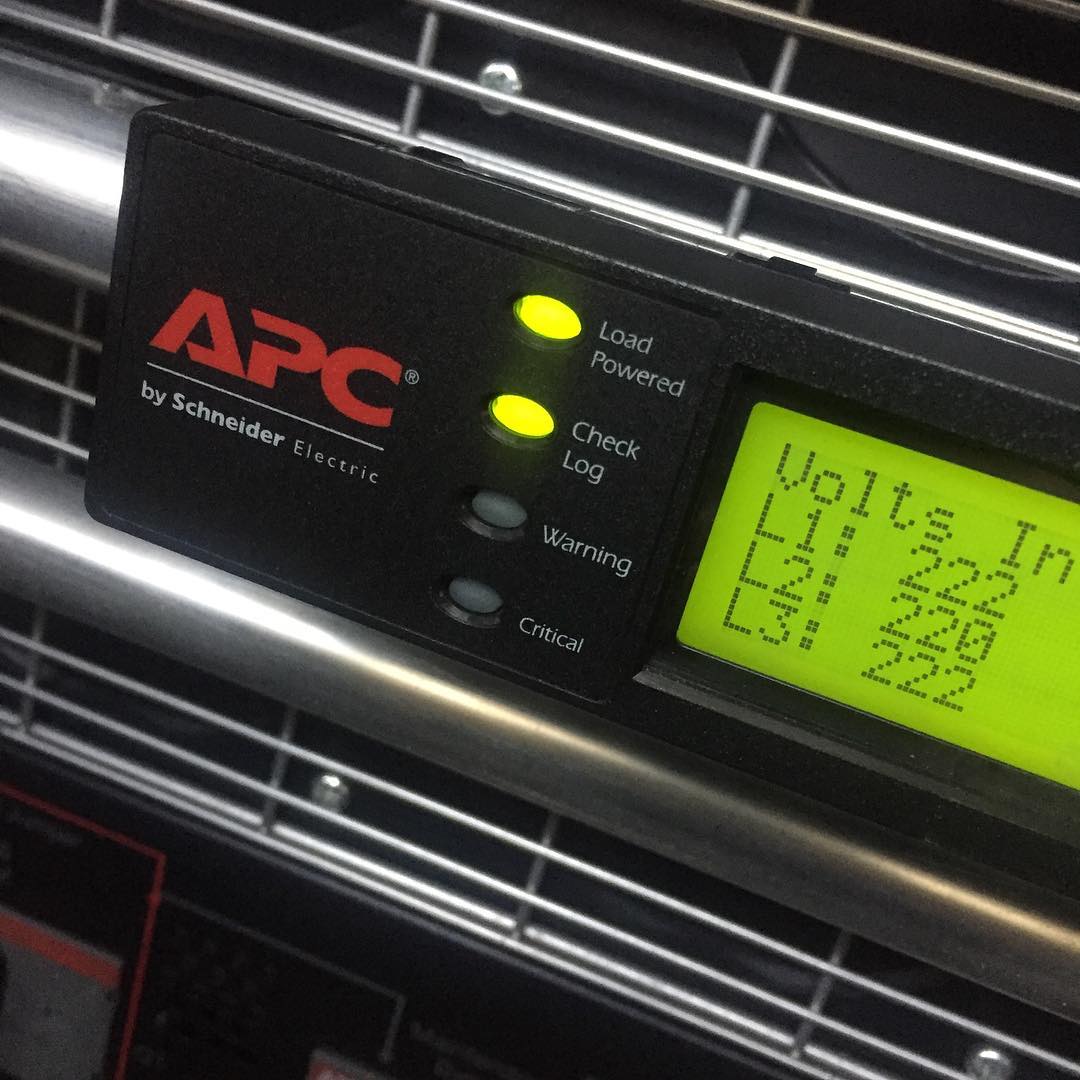 APC®
by Schneider Electric
Load
Powered
Check
Log
Warning
Critical
Volts In
L1: 222
L2: 220
L3: 222